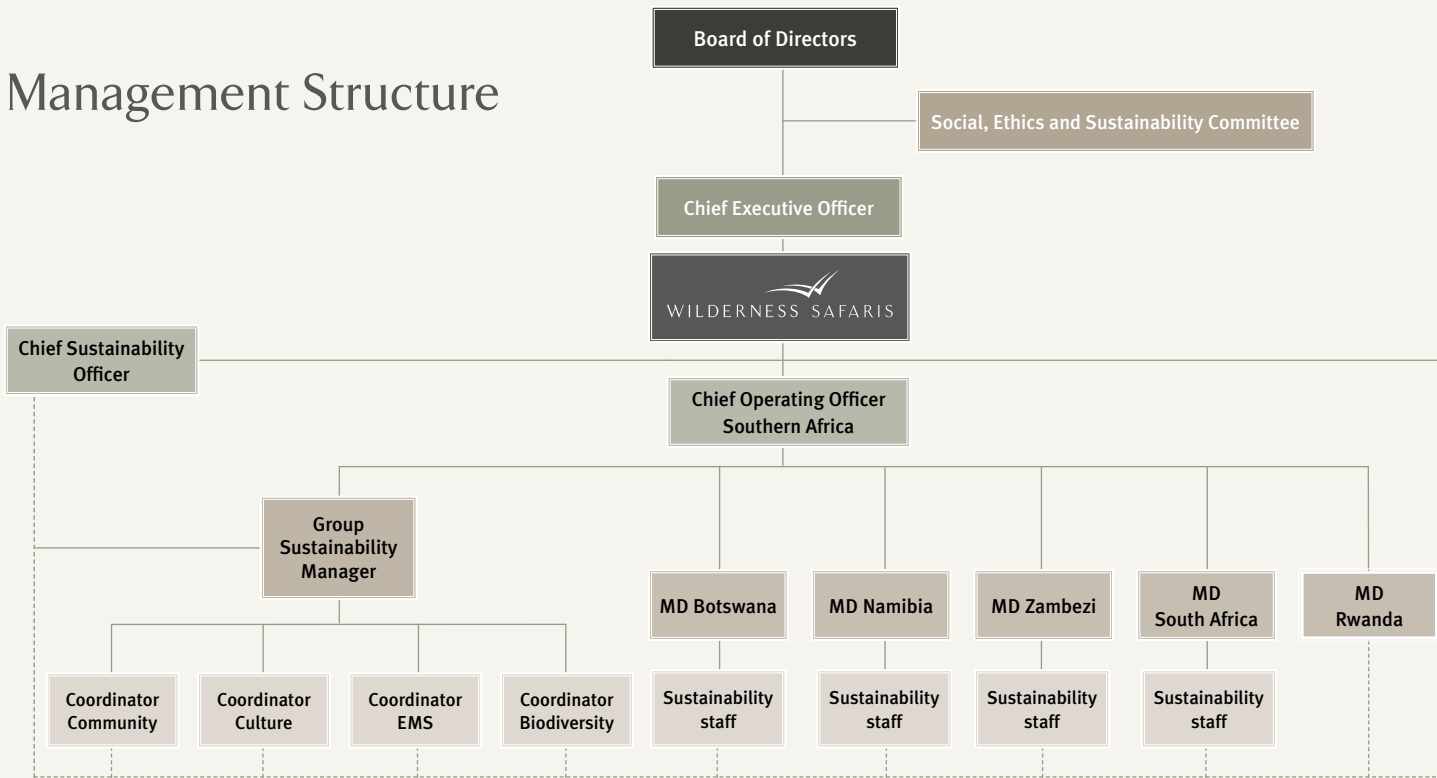 Board of Directors
Management Structure
Social, Ethics and Sustainability Committee
Chief Executive Officer
WILDERNESS SAFARIS
Chief Sustainability
Officer
Chief Operating Officer
Southern Africa
Group
Sustainability
Manager
MD Botswana
MD Namibia
MD Zambezi
MD
South Africa
MD
Rwanda
Coordinator
Community
Coordinator
Culture
Coordinator
EMS
Coordinator
Biodiversity
Sustainability
staff
Sustainability
staff
Sustainability
staff
Sustainability
staff